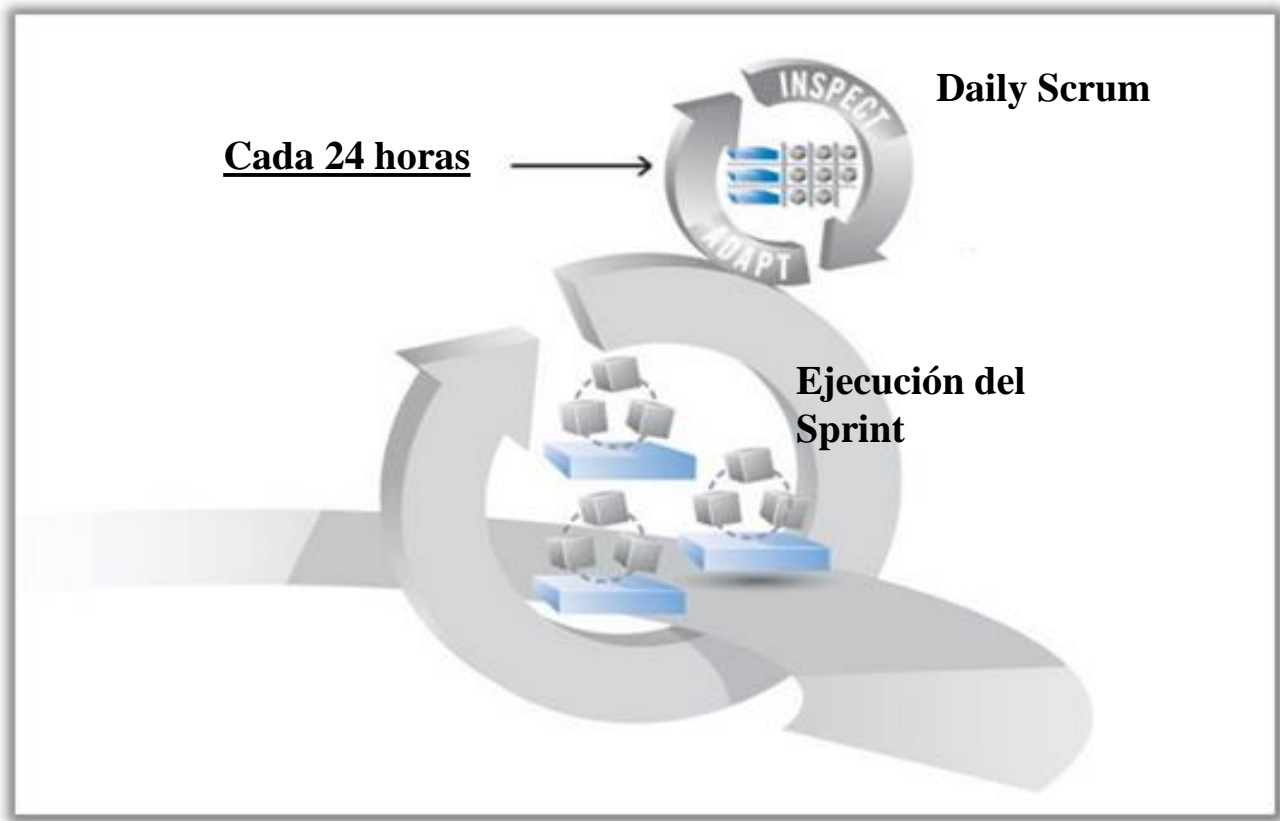 INSPECT
Daily Scrum
Cada 24 horas
ADAPT
Ejecución del
Sprint